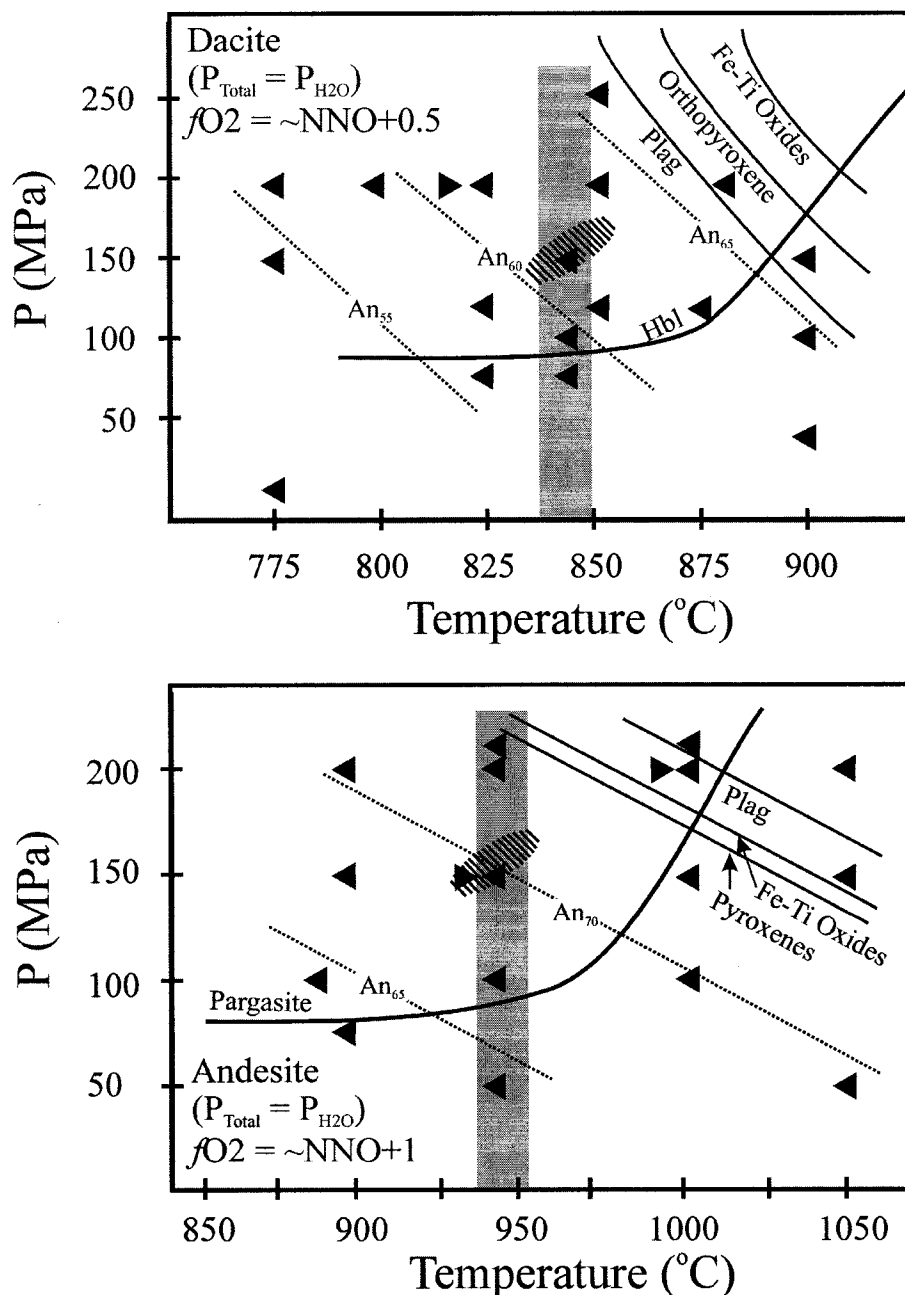 Dacite
(P_Total = P_H2O)
fO2 = ~NNO+0.5
Fe-Ti Oxides
Orthopyroxene
Plag
An65
An60
An55
Hbl
P (MPa)
250
200
150
100
50
775
800
825
850
875
900
Temperature (°C)
P (MPa)
200
150
100
50
Plag
Fe-Ti Oxides
Pyroxenes
An70
An65
Pargasite
Andesite
(P_Total = P_H2O)
fO2 = ~NNO+1
850
900
950
1000
1050
Temperature (°C)